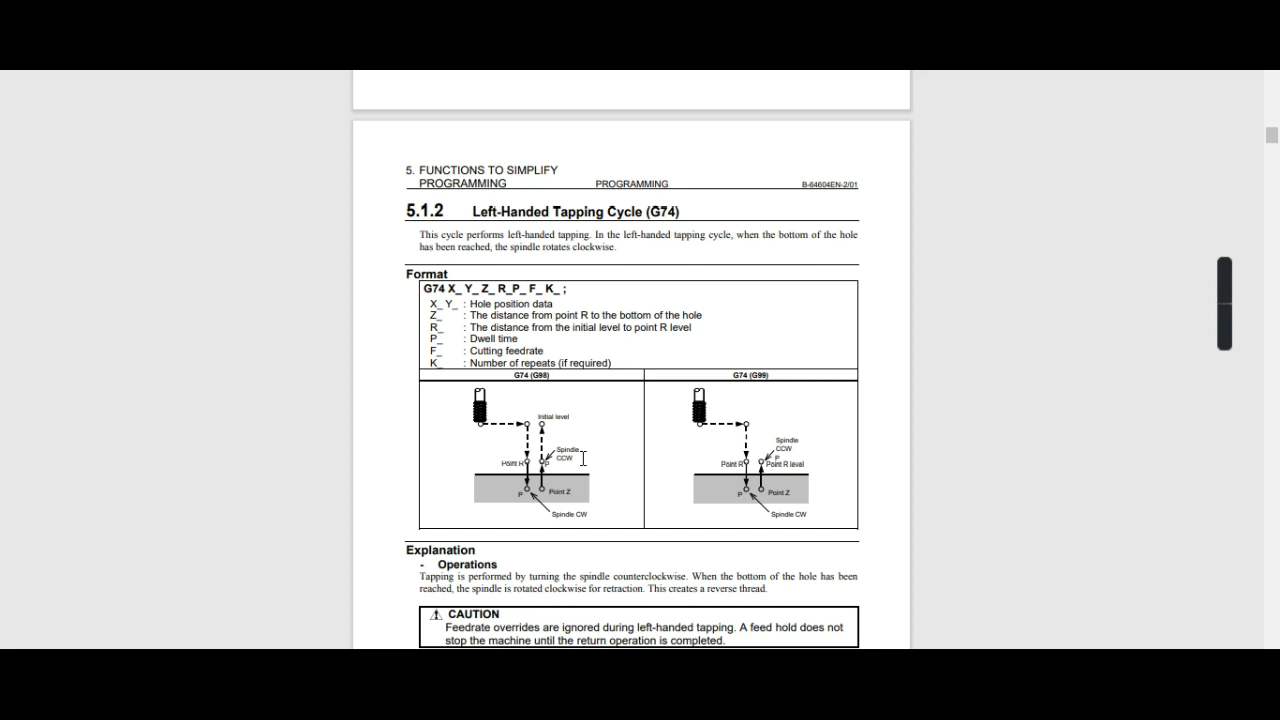 5. FUNCTIONS TO SIMPLIFY
PROGRAMMING PROGRAMMING B-64604EN-2/01
5.1.2 Left-Handed Tapping Cycle (G74)
This cycle performs left-handed tapping. In the left-handed tapping cycle, when the bottom of the hole
has been reached, the spindle rotates clockwise.
Format
G74 X_ Y_ Z_ R_P_ F_ K_ ;
X_ Y_ : Hole position data
Z_ : The distance from point R to the bottom of the hole
R_ : The distance from the initial level to point R level
P_ : Dwell time
F_ : Cutting feedrate
K_ : Number of repeats (if required)
G74 (G98) G74 (G99)
Initial level
Spindle
CCW
Point R P
P Point Z
Spindle CW
Spindle
CCW
P
Point R Point R level
P Point Z
Spindle CW
Explanation
- Operations
Tapping is performed by turning the spindle counterclockwise. When the bottom of the hole has been
reached, the spindle is rotated clockwise for retraction. This creates a reverse thread.
CAUTION
Feedrate overrides are ignored during left-handed tapping. A feed hold does not
stop the machine until the return operation is completed.